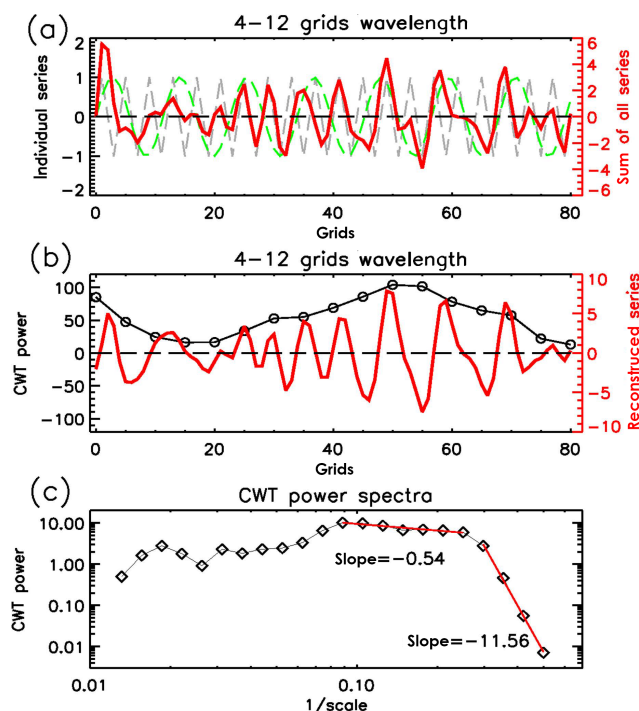 (a)
4-12 grids wavelength
Individual series
2
1
0
-1
-2
6
4
2
0
-2
-4
-6
Sum of all series
0 20 40 60 80
Grids
(b)
4-12 grids wavelength
CWT power
100
50
0
-50
-100
10
5
0
-5
-10
Reconstruced series
0 20 40 60 80
Grids
(c)
CWT power spectra
CWT power
10.00
1.00
0.10
0.01
Slope=-0.54
Slope=-11.56
0.01 0.10
1/scale